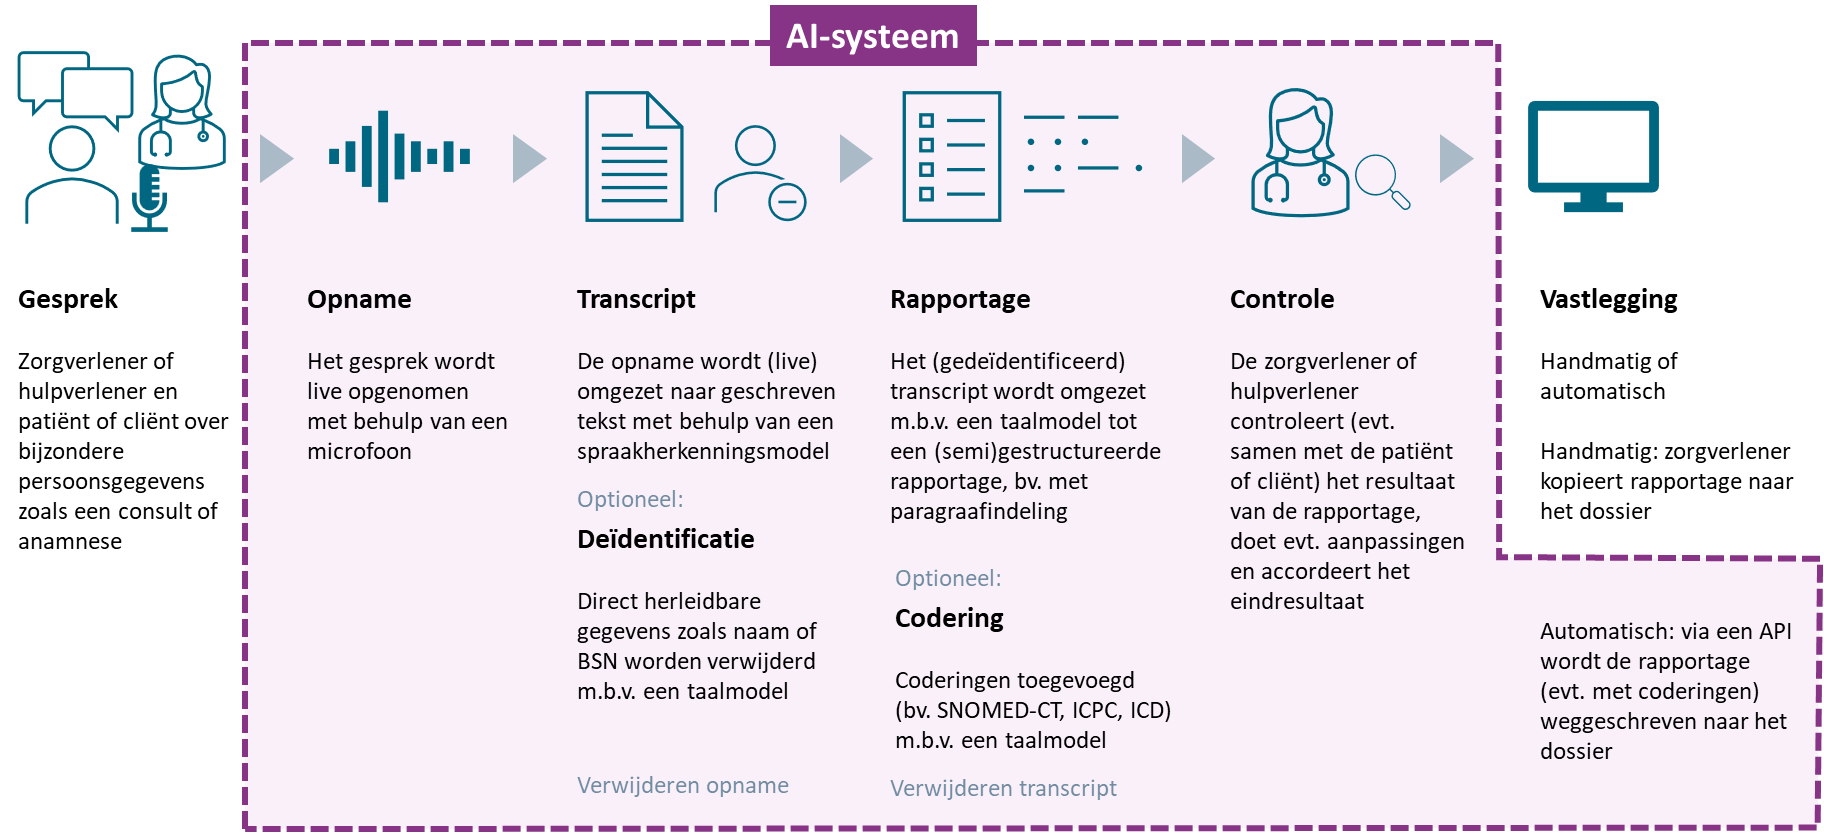 AI-systeem
Gesprek
Zorgverlener of
hulpverlener en
patiënt of cliënt over
bijzondere
persoonsgegevens
zoals een consult of
anamnese
Opname
Het gesprek wordt
live opgenomen
met behulp van een
microfoon
Transcript
De opname wordt (live)
omgezet naar geschreven
tekst met behulp van een
spraakherkenningsmodel
Optioneel:
Deïdentificatie
Direct herleidbare
gegevens zoals naam of
BSN worden verwijderd
m.b.v. een taalmodel
Verwijderen opname
Rapportage
Het (gedeïdentificeerd)
transcript wordt omgezet
m.b.v. een taalmodel tot
een (semi)gestructureerde
rapportage, bv. met
paragraafindeling
Optioneel:
Codering
Coderingen toegevoegd
(bv. SNOMED-CT, ICPC, ICD)
m.b.v. een taalmodel
Verwijderen transcript
Controle
De zorgverlener of
hulpverlener
controleert (evt.
samen met de patiënt
of cliënt) het resultaat
van de rapportage,
doet evt. aanpassingen
en accordeert het
eindresultaat
Vastlegging
Handmatig of
automatisch
Handmatig: zorgverlener
kopieert rapportage naar
het dossier
Automatisch: via een API
wordt de rapportage
(evt. met coderingen)
weggeschreven naar het
dossier